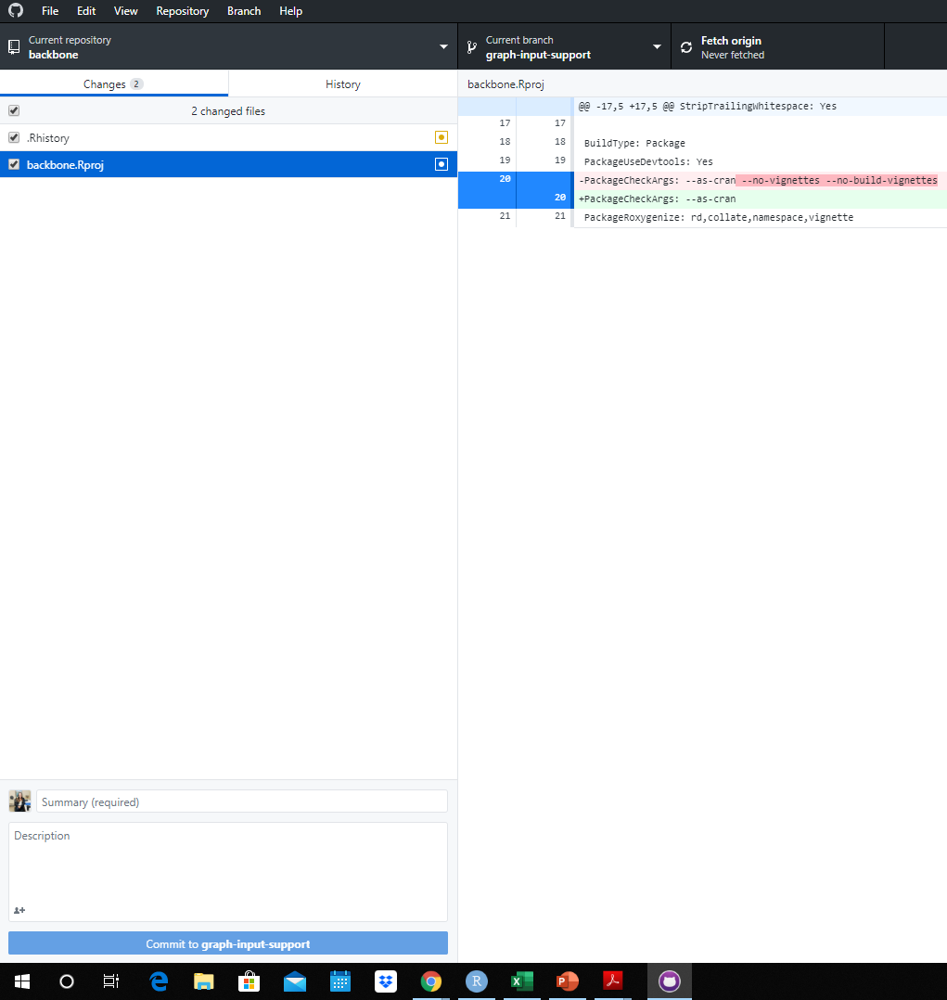 File Edit View Repository Branch Help
Current repository
backbone
Current branch
graph-input-support
Fetch origin
Never fetched
Changes 2
History
backbone.Rproj
2 changed files
.Rhistory
backbone.Rproj
@@ -17,5 +17,5 @@ StripTrailingWhitespace: Yes
17 17
18 18 BuildType: Package
19 19 PackageUseDevtools: Yes
20 -PackageCheckArgs: --as-cran --no-vignettes --no-build-vignettes
20 +PackageCheckArgs: --as-cran
21 21 PackageRoxygenize: rd,collate,namespace,vignette
Summary (required)
Description
Commit to graph-input-support